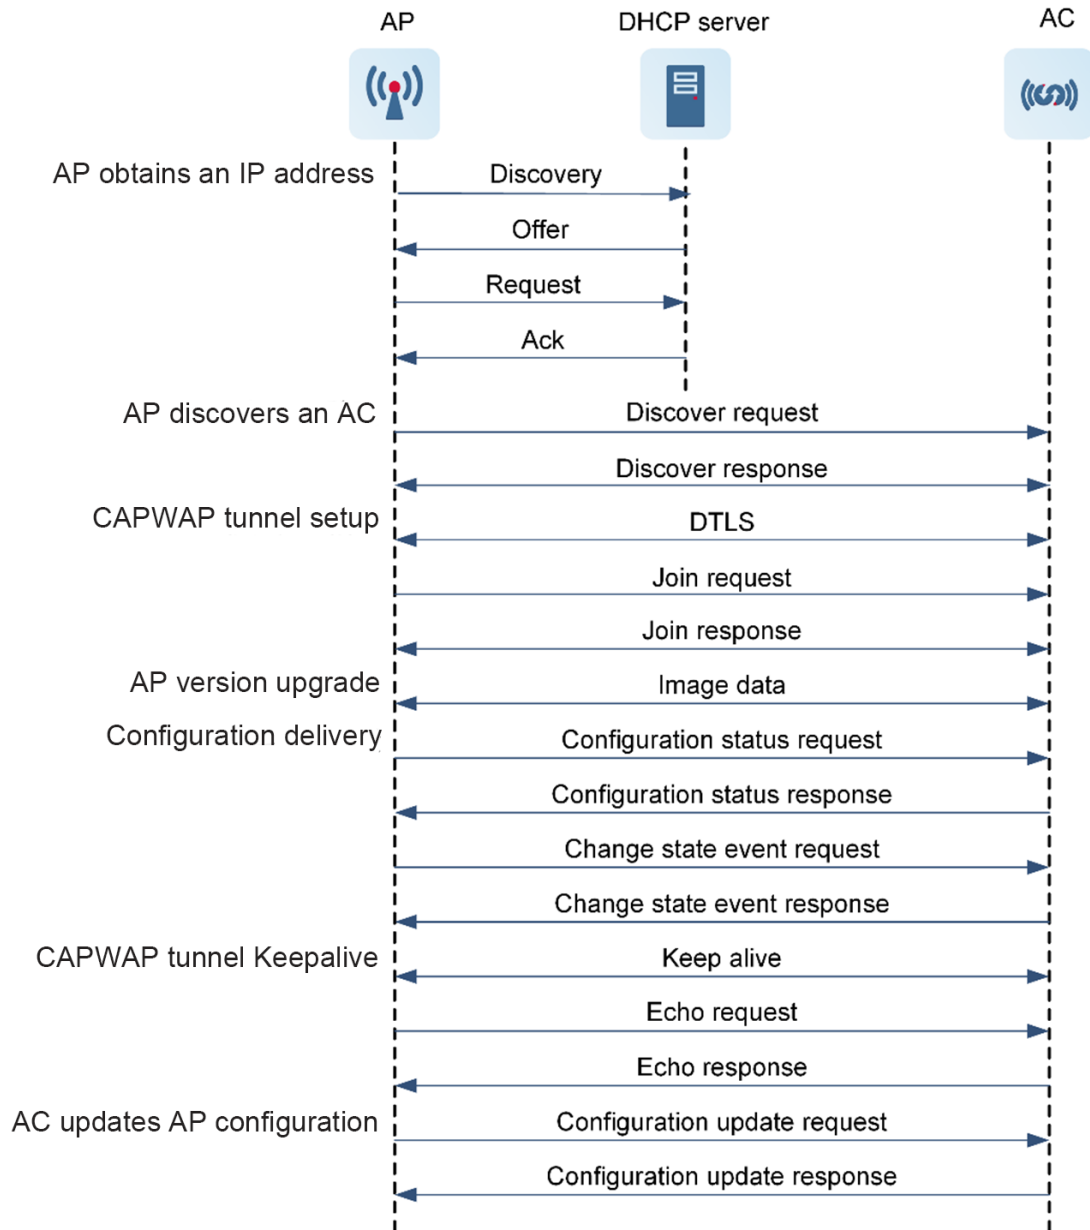 AP
DHCP server
AC
AP obtains an IP address
Discovery
Offer
Request
Ack
AP discovers an AC
Discover request
Discover response
CAPWAP tunnel setup
DTLS
Join request
Join response
AP version upgrade
Image data
Configuration delivery
Configuration status request
Configuration status response
Change state event request
Change state event response
CAPWAP tunnel Keepalive
Keep alive
Echo request
Echo response
AC updates AP configuration
Configuration update request
Configuration update response